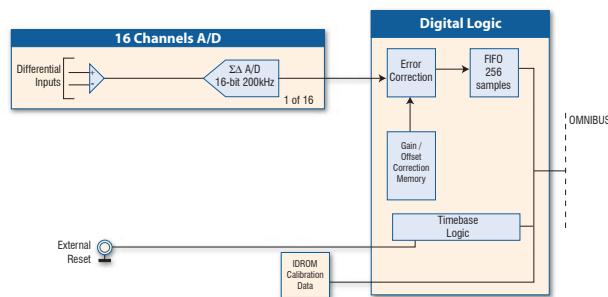 16 Channels A/D
Differential
Inputs
+
-
ΣΔ A/D
16-bit 200kHz
1 of 16
Digital Logic
Error
Correction
FIFO
256
samples
Gain /
Offset
Correction
Memory
Timebase
Logic
OMNIBUS
External
Reset
IDROM
Calibration
Data